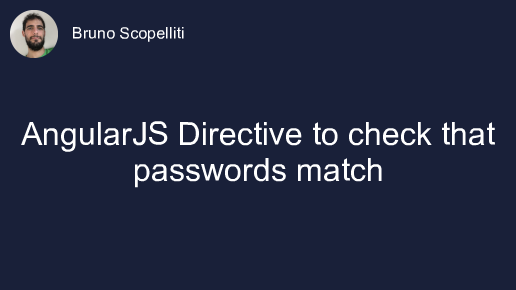 Bruno Scopelliti
AngularJS Directive to check that
passwords match